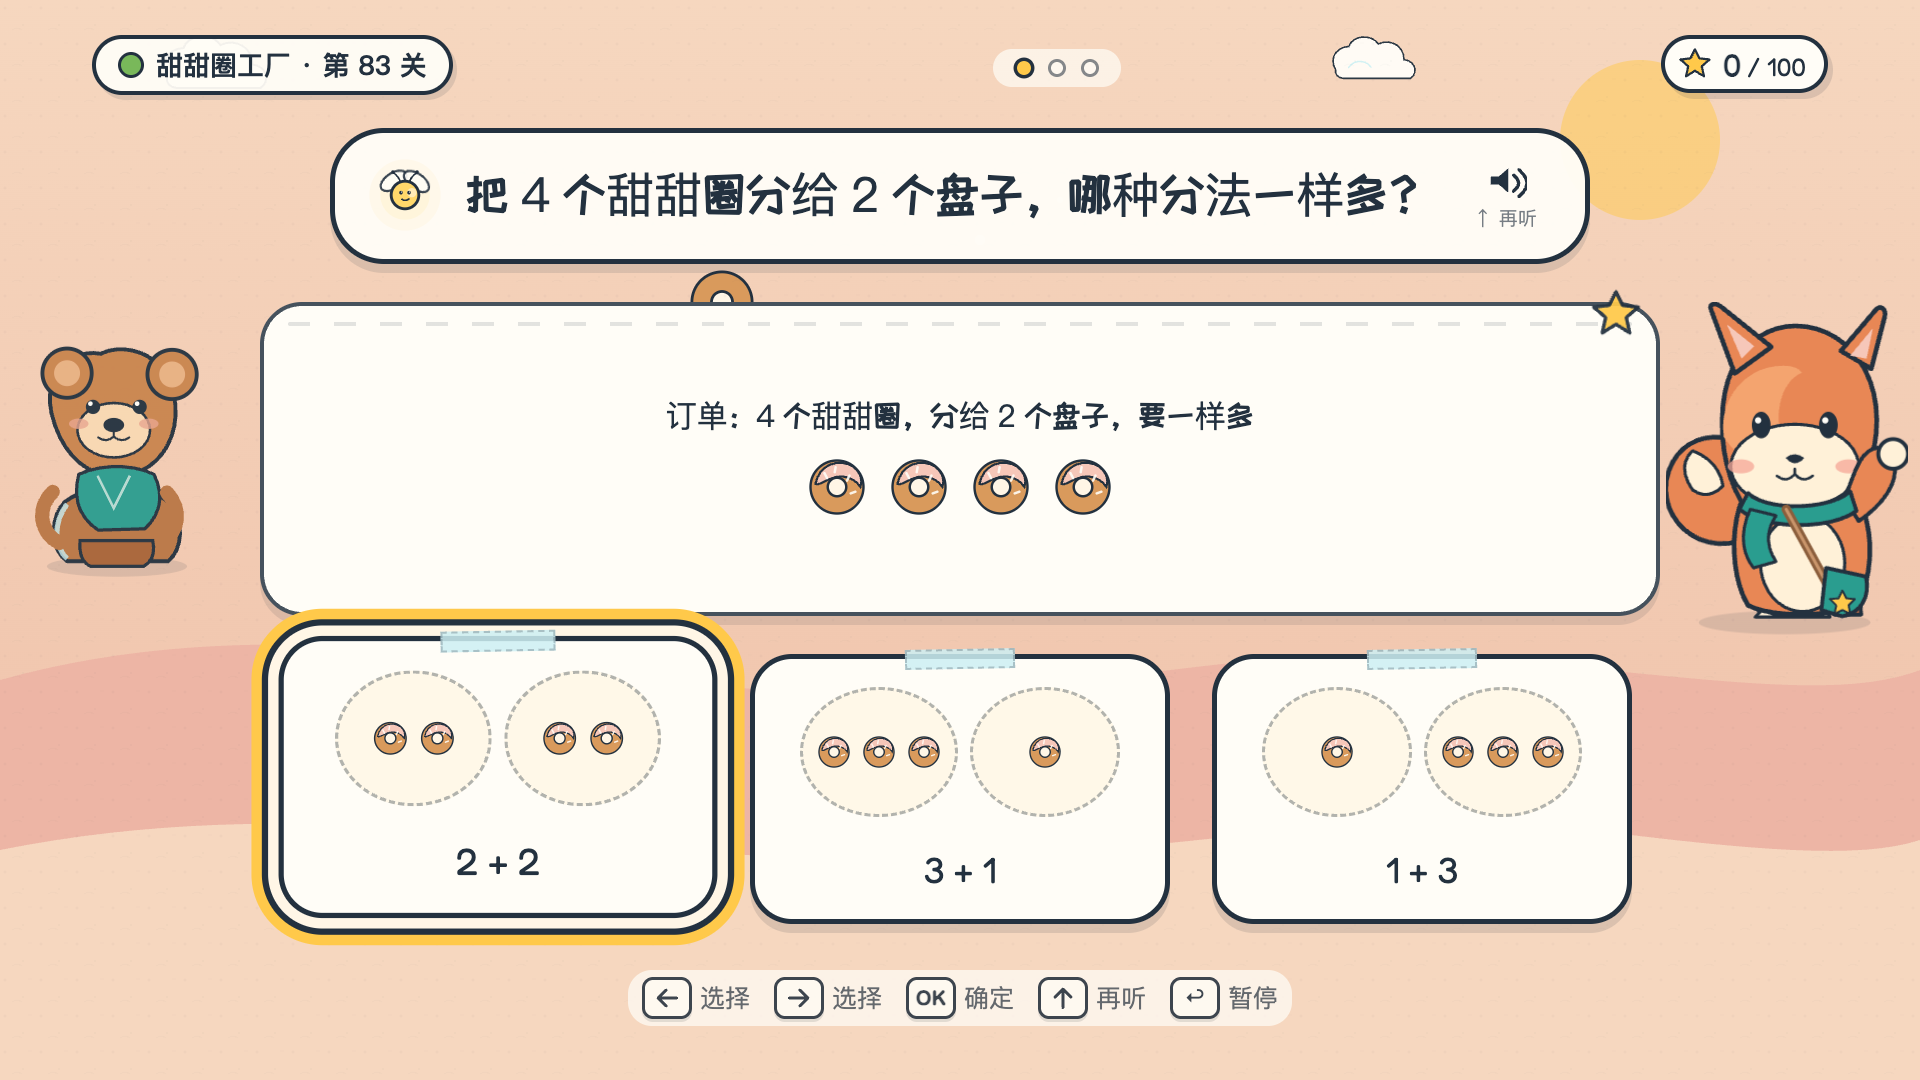 甜甜圈工厂 · 第 83 关
0 / 100
把 4 个甜甜圈分给 2 个盘子，哪种分法一样多？
↑ 再听
订单：4 个甜甜圈，分给 2 个盘子，要一样多
2 + 2
3 + 1
1 + 3
← 选择 → 选择 OK 确定 ↑ 再听 ↩ 暂停